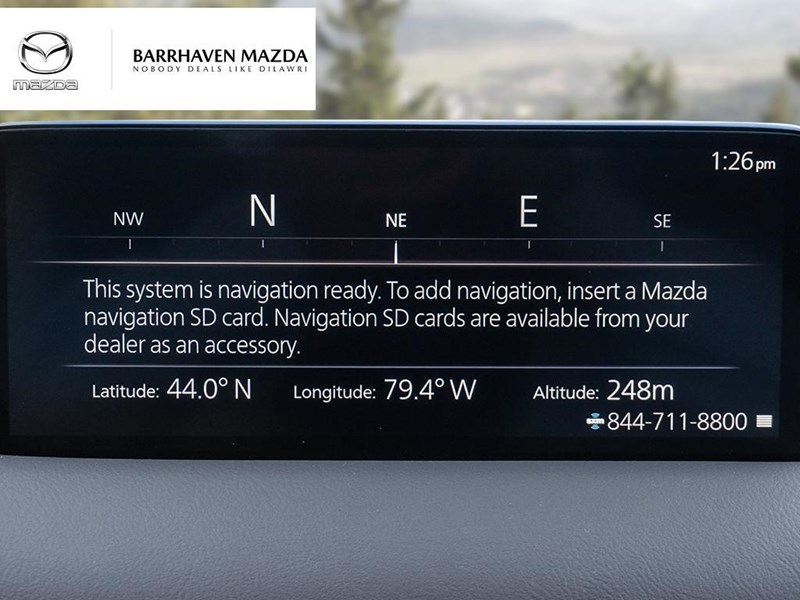 mazda
BARRHAVEN MAZDA
NOBODY DEALS LIKE DILAWRI
1:26pm
NW N NE E SE
This system is navigation ready. To add navigation, insert a Mazda
navigation SD card. Navigation SD cards are available from your
dealer as an accessory.
Latitude: 44.0° N Longitude: 79.4° W Altitude: 248m
sxm 844-711-8800